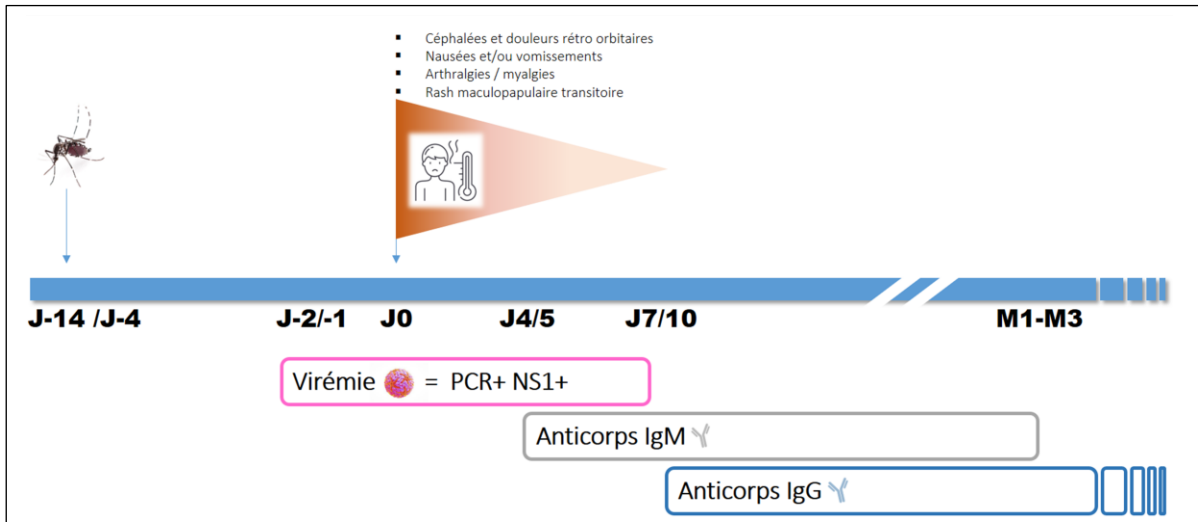 ▪ Céphalées et douleurs rétro orbitaires
▪ Nausées et/ou vomissements
▪ Arthralgies / myalgies
▪ Rash maculopapulaire transitoire
J-14 /J-4 J-2/-1 J0 J4/5 J7/10 M1-M3
Virémie = PCR+ NS1+
Anticorps IgM
Anticorps IgG